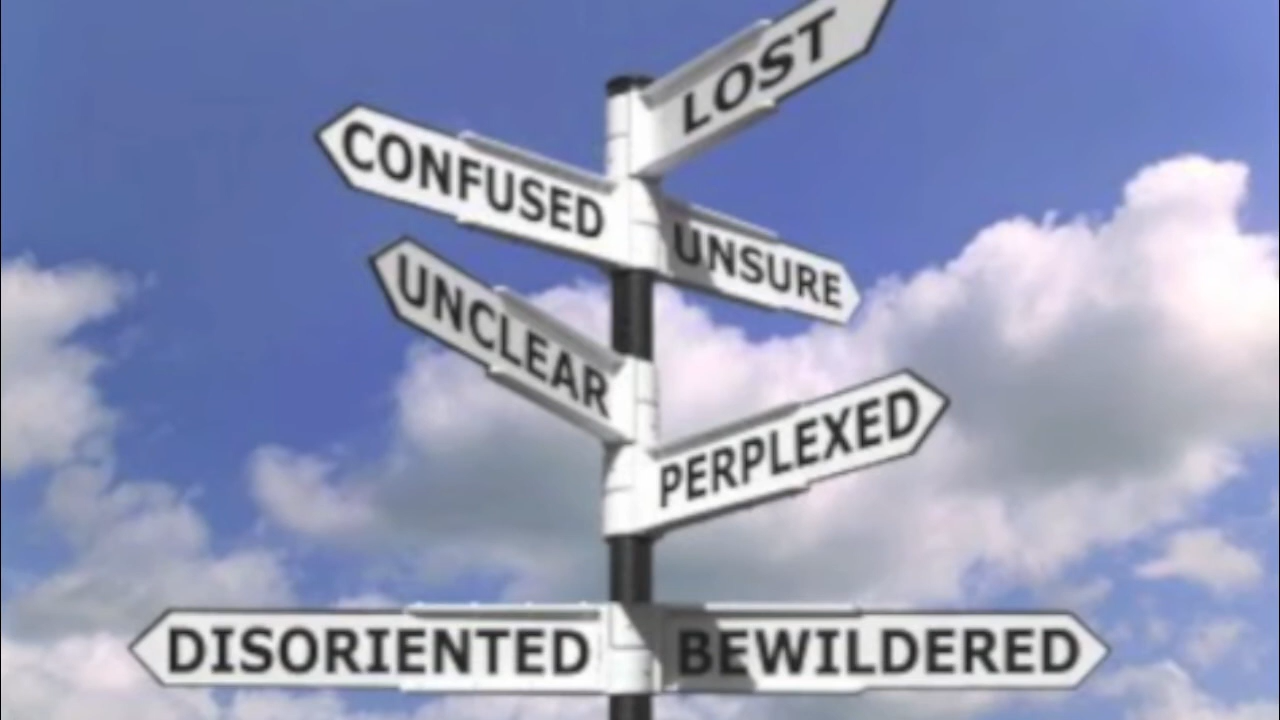 LOST
CONFUSED
UNSURE
UNCLEAR
PERPLEXED
DISORIENTED
BEWILDERED